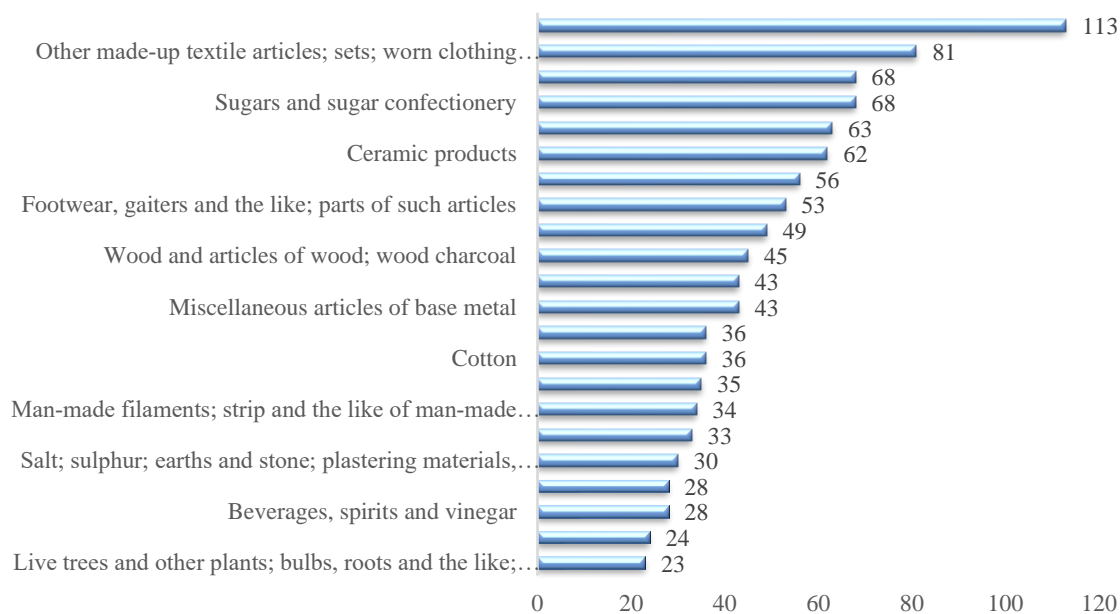 113
Other made-up textile articles; sets; worn clothing… 81
68
Sugars and sugar confectionery 68
63
Ceramic products 62
56
Footwear, gaiters and the like; parts of such articles 53
49
Wood and articles of wood; wood charcoal 45
43
Miscellaneous articles of base metal 43
36
Cotton 36
35
Man-made filaments; strip and the like of man-made… 34
33
Salt; sulphur; earths and stone; plastering materials,… 30
28
Beverages, spirits and vinegar 28
24
Live trees and other plants; bulbs, roots and the like;… 23
0 20 40 60 80 100 120